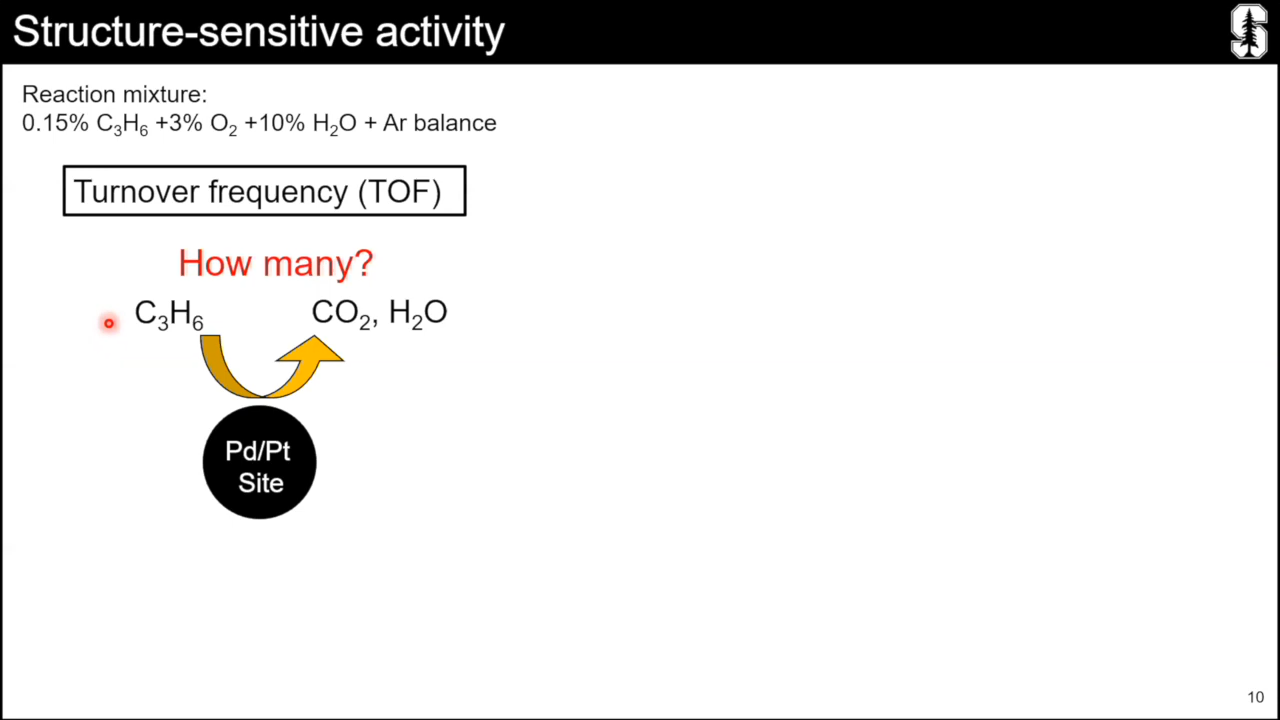 Structure-sensitive activity
Reaction mixture:
0.15% C₃H₆ +3% O₂ +10% H₂O + Ar balance
Turnover frequency (TOF)
How many?
C₃H₆ CO₂, H₂O
Pd/Pt
Site
10